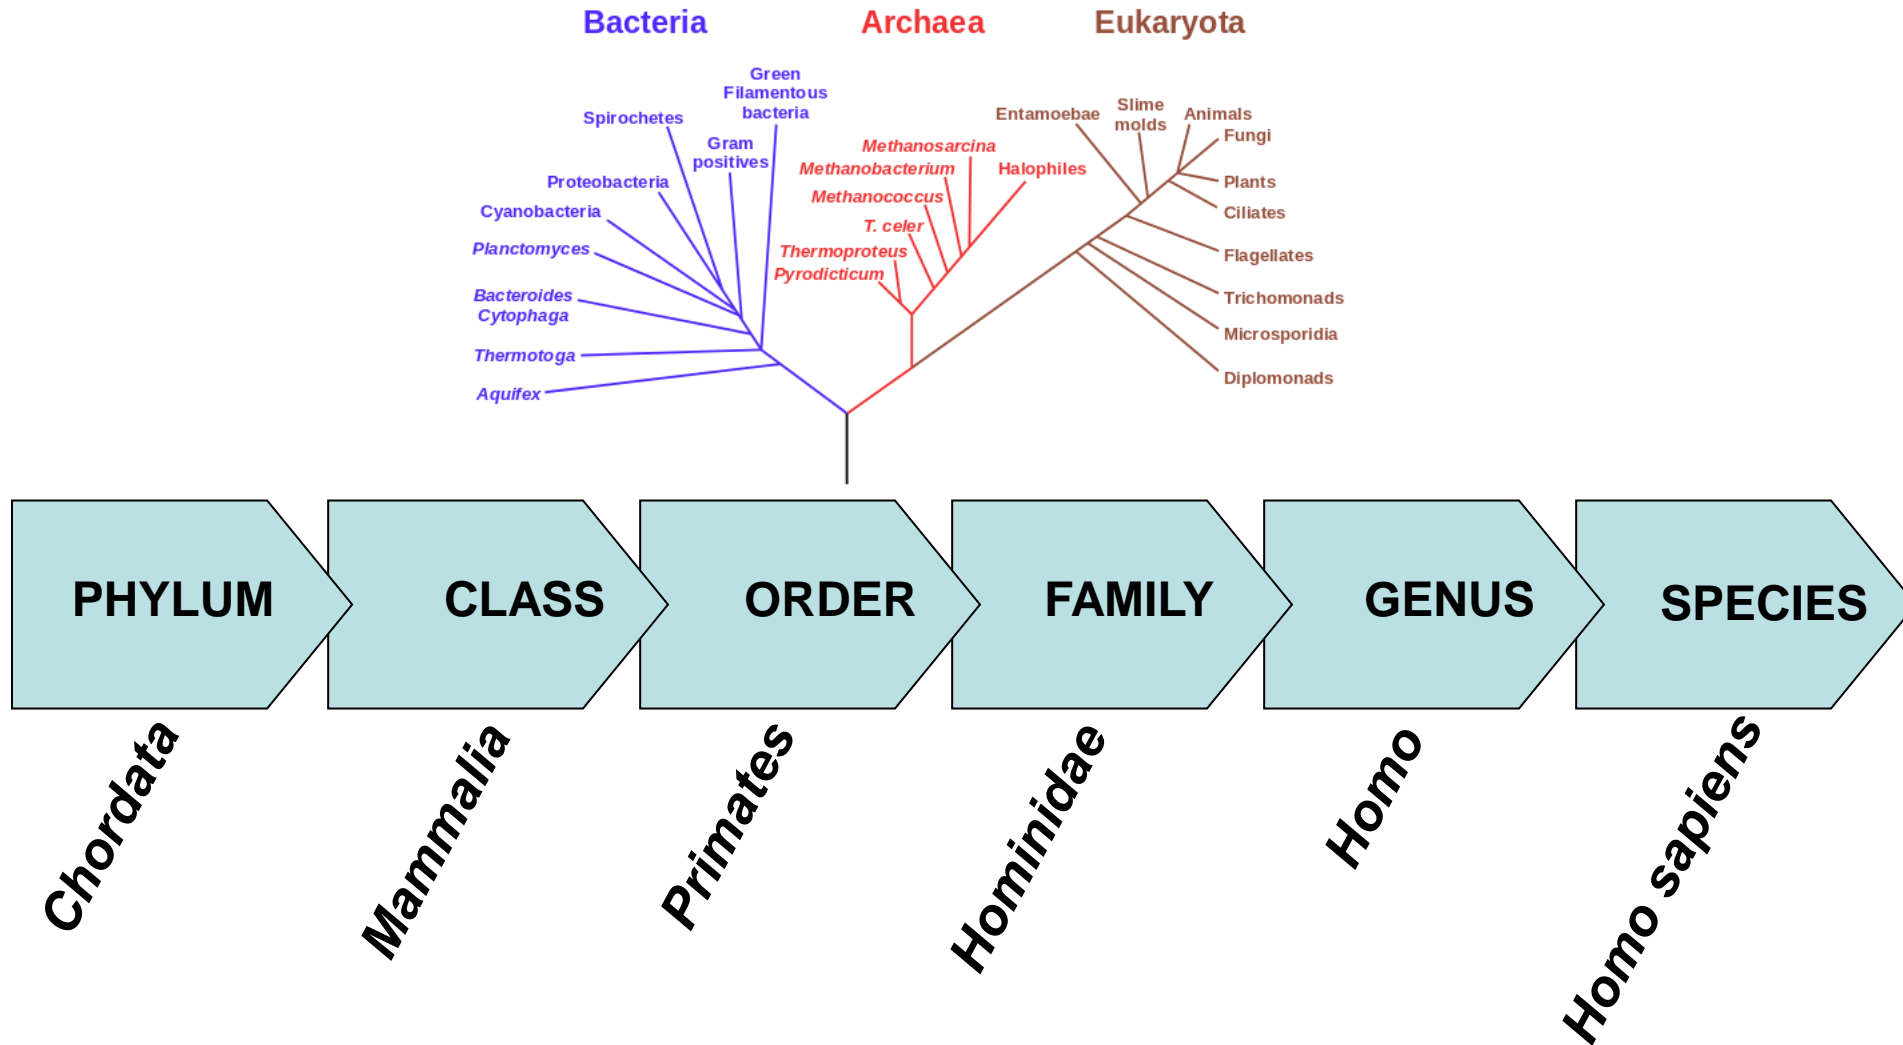 Bacteria
Archaea
Eukaryota
Green
Filamentous
bacteria
Spirochetes
Gram
positives
Proteobacteria
Cyanobacteria
Planctomyces
Bacteroides
Cytophaga
Thermotoga
Aquifex
Methanosarcina
Methanobacterium
Halophiles
Methanococcus
T. celer
Thermoproteus
Pyrodicticum
Entamoebae
Slime
molds
Animals
Fungi
Plants
Ciliates
Flagellates
Trichomonads
Microsporidia
Diplomonads
PHYLUM
CLASS
ORDER
FAMILY
GENUS
SPECIES
Chordata
Mammalia
Primates
Hominidae
Homo
Homo sapiens